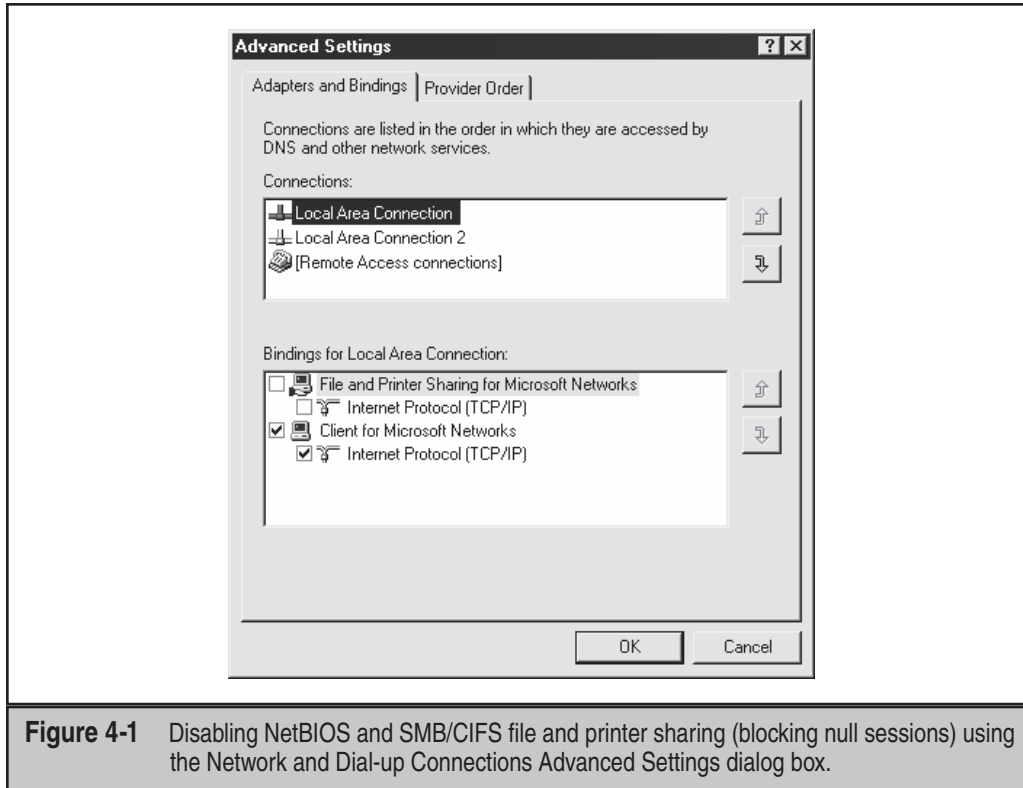 Advanced Settings
Adapters and Bindings
Provider Order
Connections are listed in the order in which they are accessed by
DNS and other network services.
Connections:
Local Area Connection
Local Area Connection 2
[Remote Access connections]
Bindings for Local Area Connection:
File and Printer Sharing for Microsoft Networks
Internet Protocol (TCP/IP)
Client for Microsoft Networks
Internet Protocol (TCP/IP)
OK
Cancel
Figure 4-1 Disabling NetBIOS and SMB/CIFS file and printer sharing (blocking null sessions) using
the Network and Dial-up Connections Advanced Settings dialog box.